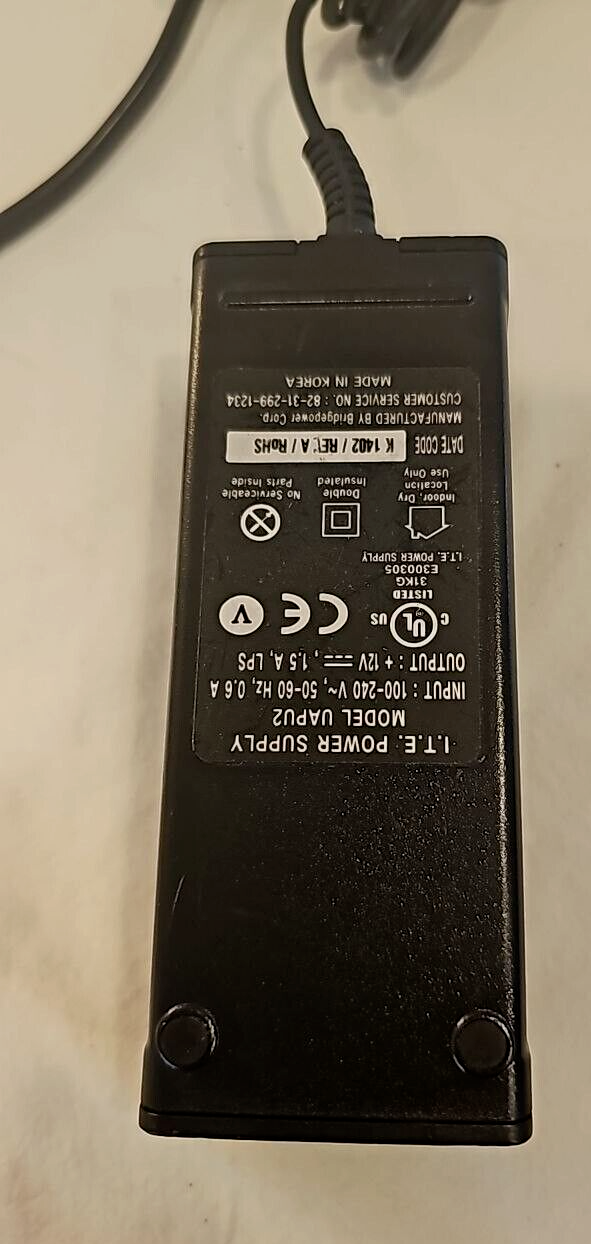 I.T.E. POWER SUPPLY
MODEL UAPU2
INPUT : 100-240 V~, 50-60 Hz, 0.6 A
OUTPUT : + 12V ⎓, 1.5 A, LPS
C UL US
LISTED
31KG
E300305
I.T.E. POWER SUPPLY
CE
V
Indoor, Dry
Location
Use Only
Double
Insulated
No Serviceable
Parts Inside
DATE CODE K 1402 / REV: A / RoHS
MANUFACTURED BY Bridgepower Corp.
CUSTOMER SERVICE NO. : 82-31-299-1234
MADE IN KOREA